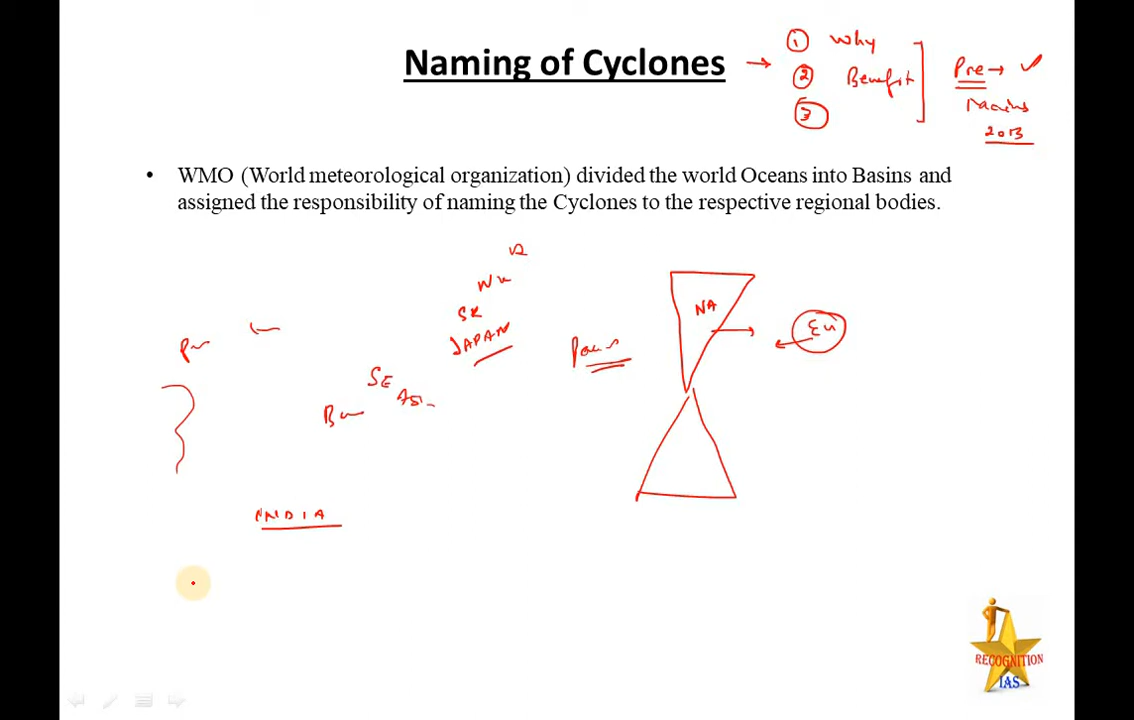 Naming of Cyclones → ① Why
② Benefit
③
Pre → ✓
Mains
2013
• WMO (World meteorological organization) divided the world Oceans into Basins and
assigned the responsibility of naming the Cyclones to the respective regional bodies.
SK
JAPAN
NA
EU
SE
INDIA
RECOGNITION
IAS